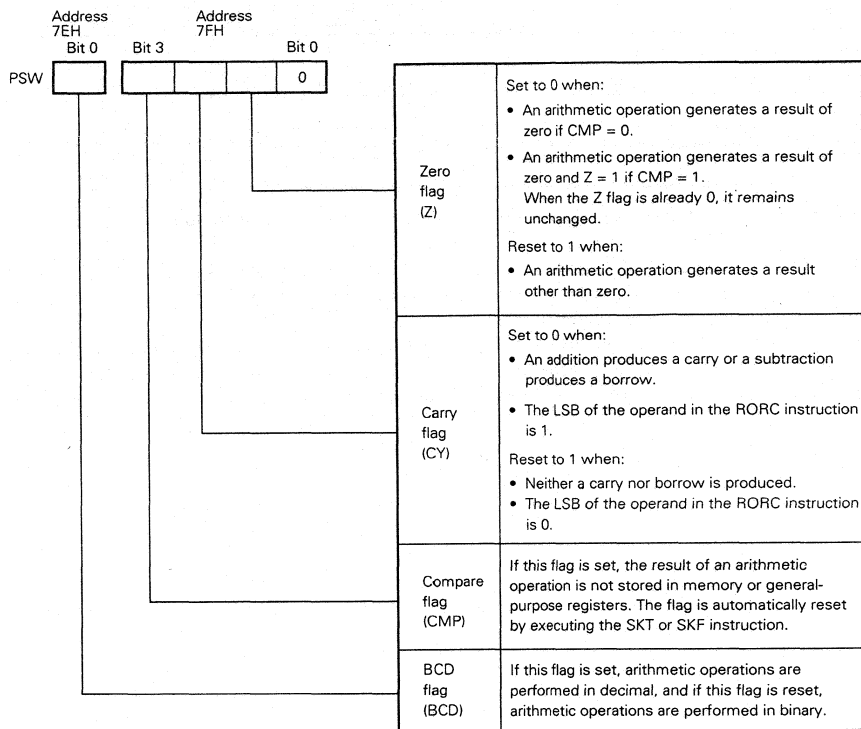 Address
7EH
Address
7FH
Bit 0
Bit 3
Bit 0
PSW
0
Zero
flag
(Z)
Set to 0 when:
• An arithmetic operation generates a result of
zero if CMP = 0.
• An arithmetic operation generates a result of
zero and Z = 1 if CMP = 1.
When the Z flag is already 0, it remains
unchanged.
Reset to 1 when:
• An arithmetic operation generates a result
other than zero.
Carry
flag
(CY)
Set to 0 when:
• An addition produces a carry or a subtraction
produces a borrow.
• The LSB of the operand in the RORC instruction
is 1.
Reset to 1 when:
• Neither a carry nor borrow is produced.
• The LSB of the operand in the RORC instruction
is 0.
Compare
flag
(CMP)
If this flag is set, the result of an arithmetic
operation is not stored in memory or general-
purpose registers. The flag is automatically reset
by executing the SKT or SKF instruction.
BCD
flag
(BCD)
If this flag is set, arithmetic operations are
performed in decimal, and if this flag is reset,
arithmetic operations are performed in binary.